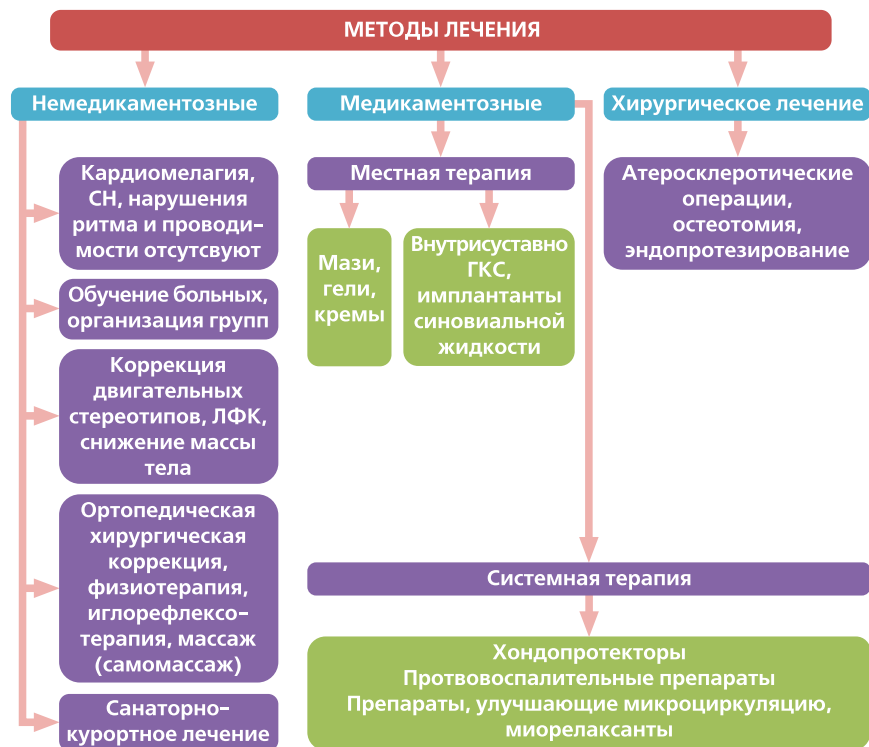 МЕТОДЫ ЛЕЧЕНИЯ
Немедикаментозные
Кардиомелагия,
СН, нарушения
ритма и проводи-
мости отсутсвуют
Обучение больных,
организация групп
Коррекция
двигательных
стереотипов, ЛФК,
снижение массы
тела
Ортопедическая
хирургическая
коррекция,
физиотерапия,
иглорефлексо-
терапия, массаж
(самомассаж)
Санаторно-
курортное лечение
Медикаментозные
Местная терапия
Мази,
гели,
кремы
Внутрисуставно
ГКС,
имплантанты
синовиальной
жидкости
Системная терапия
Хондопротекторы
Протвовоспалительные препараты
Препараты, улучшающие микроциркуляцию,
миорелаксанты
Хирургическое лечение
Атеросклеротические
операции,
остеотомия,
эндопротезирование